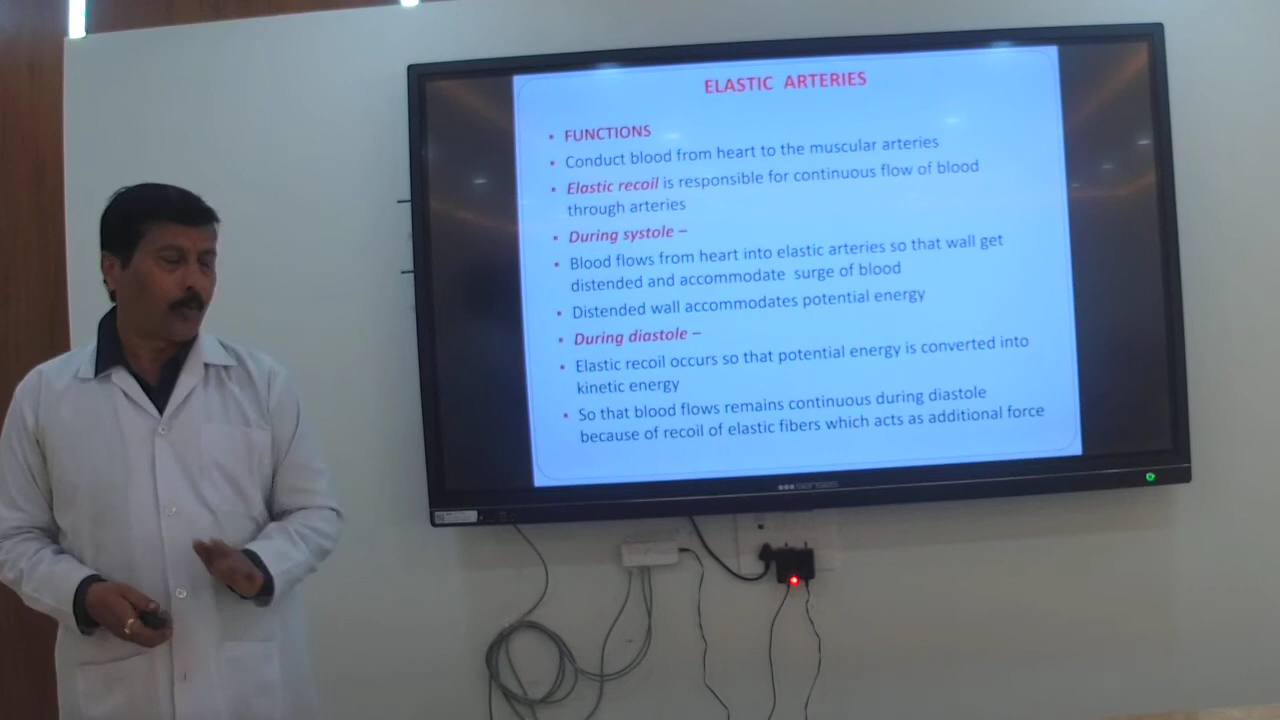 ELASTIC ARTERIES
• FUNCTIONS
• Conduct blood from heart to the muscular arteries
• Elastic recoil is responsible for continuous flow of blood
through arteries
• During systole –
• Blood flows from heart into elastic arteries so that wall get
distended and accommodate surge of blood
• Distended wall accommodates potential energy
• During diastole –
• Elastic recoil occurs so that potential energy is converted into
kinetic energy
• So that blood flows remains continuous during diastole
because of recoil of elastic fibers which acts as additional force